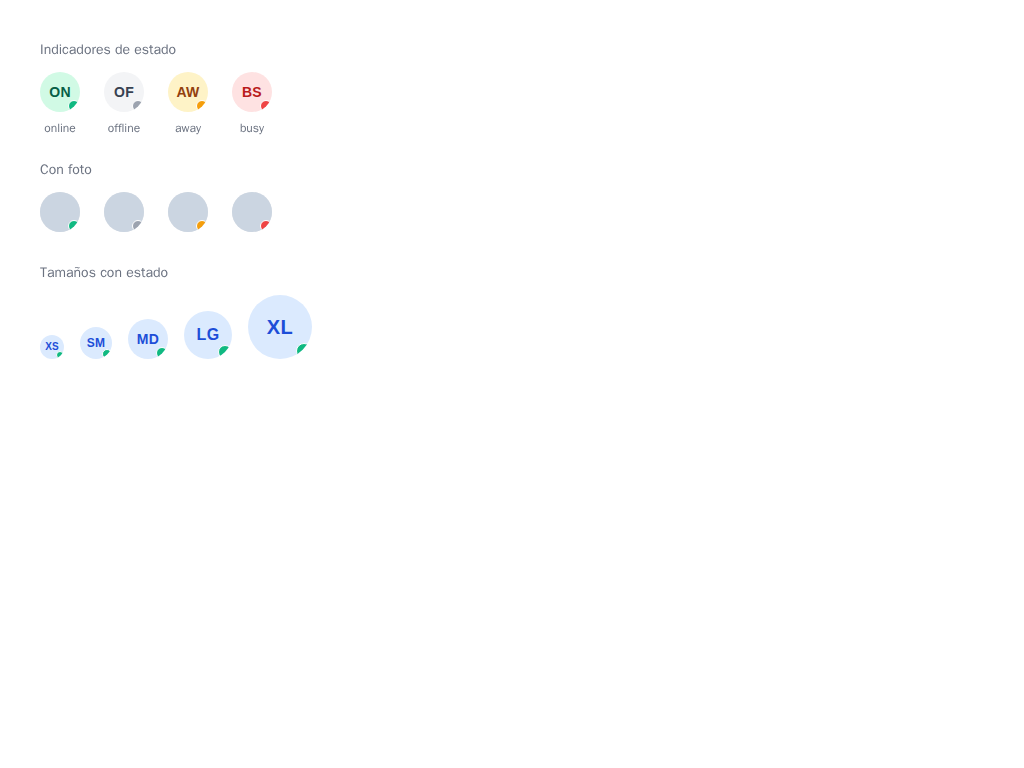 Indicadores de estado
ON OF AW BS
online offline away busy
Con foto
Tamaños con estado
XS SM MD LG XL